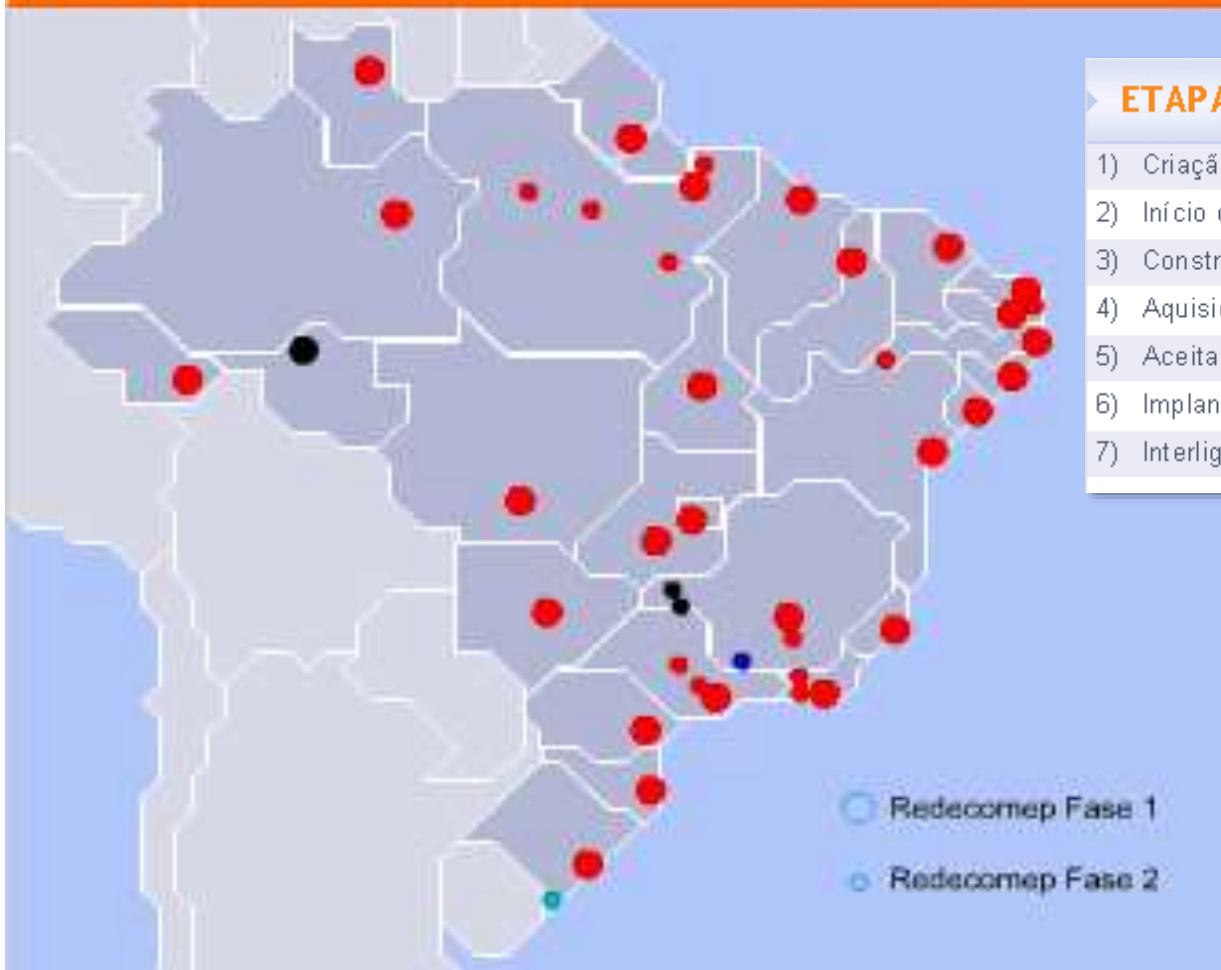 ETAPA
1) Criaçã
2) Início
3) Constr
4) Aquisi
5) Aceita
6) Implan
7) Interlig
Redecomep Fase 1
Redecomep Fase 2